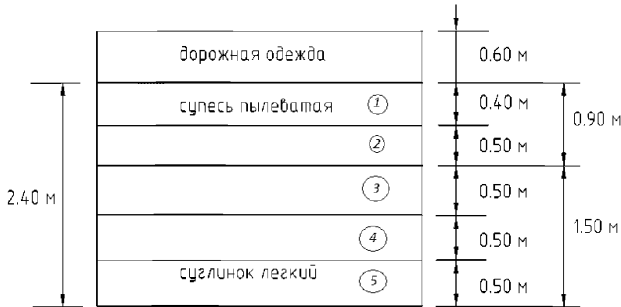 дорожная одежда
0.60 м
супесь пылеватая
1
0.40 м
0.90 м
2
0.50 м
3
0.50 м
2.40 м
4
0.50 м
1.50 м
суглинок легкий
5
0.50 м